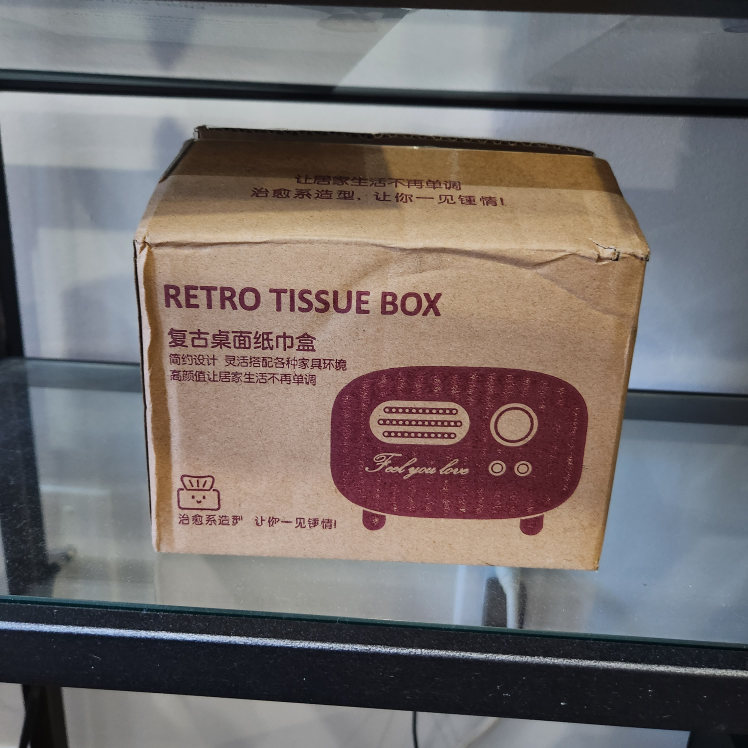 让居家生活不再单调
治愈系造型，让你一见锺情!
RETRO TISSUE BOX
复古桌面纸巾盒
简约设计 灵活搭配各种家具环境
高颜值让居家生活不再单调
Feel you love
治愈系造型 让你一见锺情!